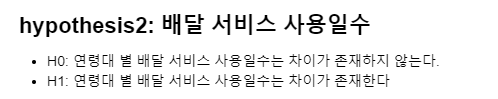 hypothesis2: 배달 서비스 사용일수
• H0: 연령대 별 배달 서비스 사용일수는 차이가 존재하지 않는다.
• H1: 연령대 별 배달 서비스 사용일수는 차이가 존재한다